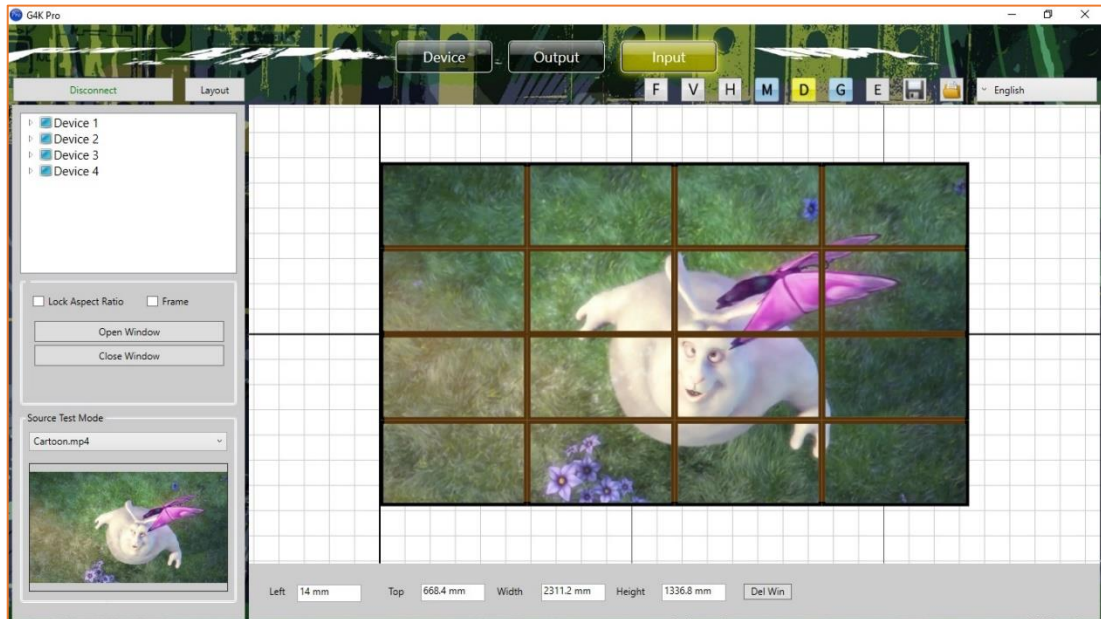 G4K Pro
Device Output Input
Disconnect Layout
F V H M D G E English
Device 1
Device 2
Device 3
Device 4
Lock Aspect Ratio Frame
Open Window
Close Window
Source Test Mode
Cartoon.mp4
Left 14 mm Top 668.4 mm Width 2311.2 mm Height 1336.8 mm Del Win